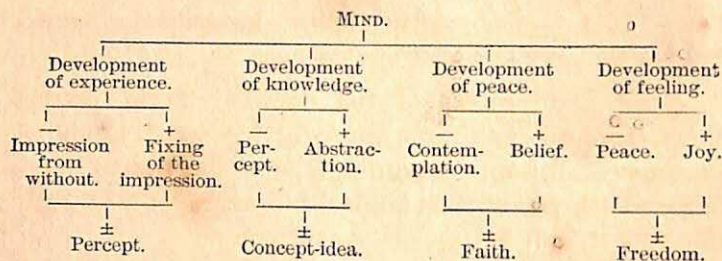 MIND.
Development Development Development Development
of experience. of knowledge. of peace. of feeling.
— + — + — + — +
Impression Fixing Per- Abstrac- Contem- Belief. Peace. Joy.
from of the cept. tion. plation.
without. impression.
± ± ± ±
Percept. Concept-idea. Faith. Freedom.